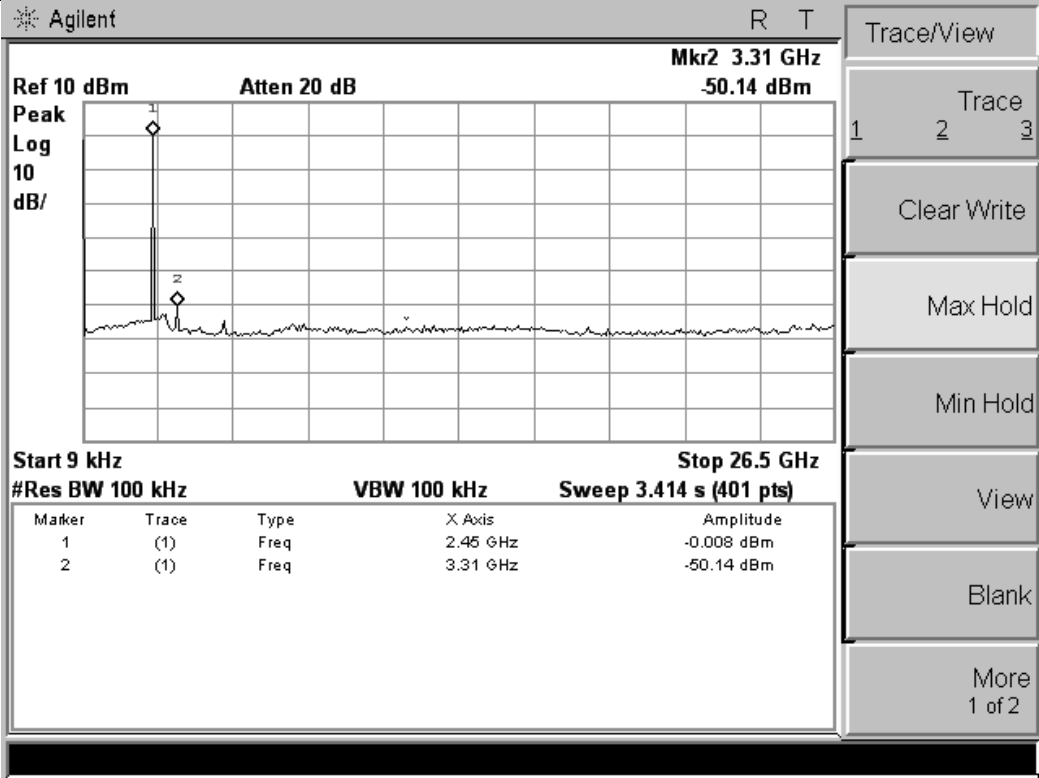 Agilent R T
Mkr2 3.31 GHz
Ref 10 dBm Atten 20 dB -50.14 dBm
Peak
Log
10
dB/
1
2
Start 9 kHz Stop 26.5 GHz
#Res BW 100 kHz VBW 100 kHz Sweep 3.414 s (401 pts)
Marker Trace Type X Axis Amplitude
1 (1) Freq 2.45 GHz -0.008 dBm
2 (1) Freq 3.31 GHz -50.14 dBm
Trace/View
Trace
1 2 3
Clear Write
Max Hold
Min Hold
View
Blank
More
1 of 2